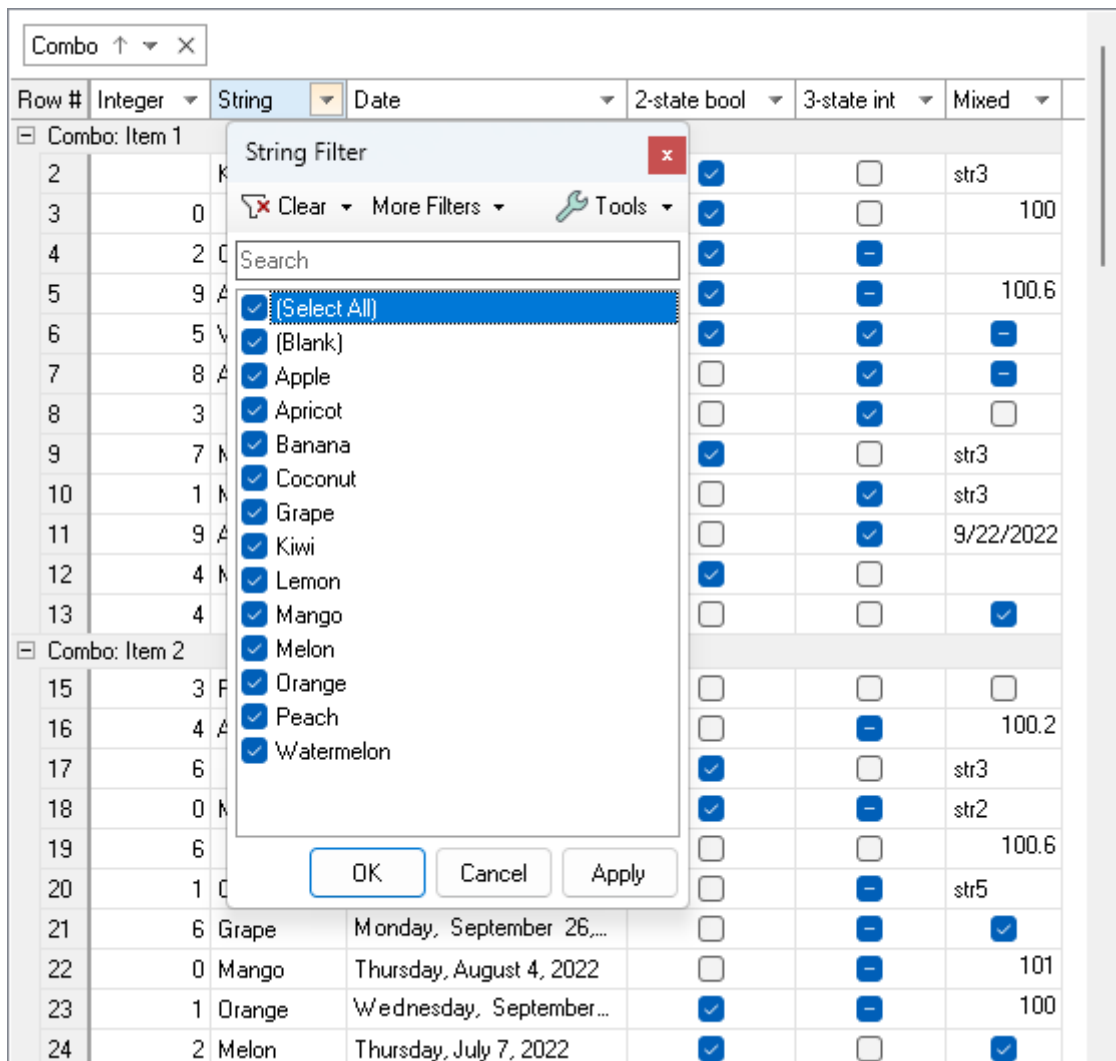 Combo
Row # Integer String Date 2-state bool 3-state int Mixed
Combo: Item 1
String Filter
Clear More Filters Tools
Search
(Select All)
(Blank)
Apple
Apricot
Banana
Coconut
Grape
Kiwi
Lemon
Mango
Melon
Orange
Peach
Watermelon
OK Cancel Apply
2 K str3
3 0 100
4 2
5 9 A 100.6
6 5 V
7 8 A
8 3
9 7 str3
10 1 str3
11 9 A 9/22/2022
12 4
13 4
Combo: Item 2
15 3
16 4 A 100.2
17 6 str3
18 0 str2
19 6 100.6
20 1 str5
21 6 Grape Monday, September 26,...
22 0 Mango Thursday, August 4, 2022 101
23 1 Orange Wednesday, September... 100
24 2 Melon Thursday, July 7, 2022